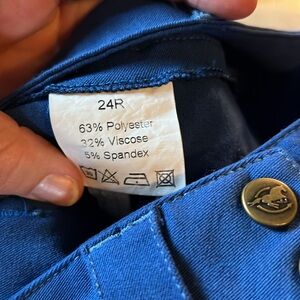 24R
63% Polyester
32% Viscose
5% Spandex